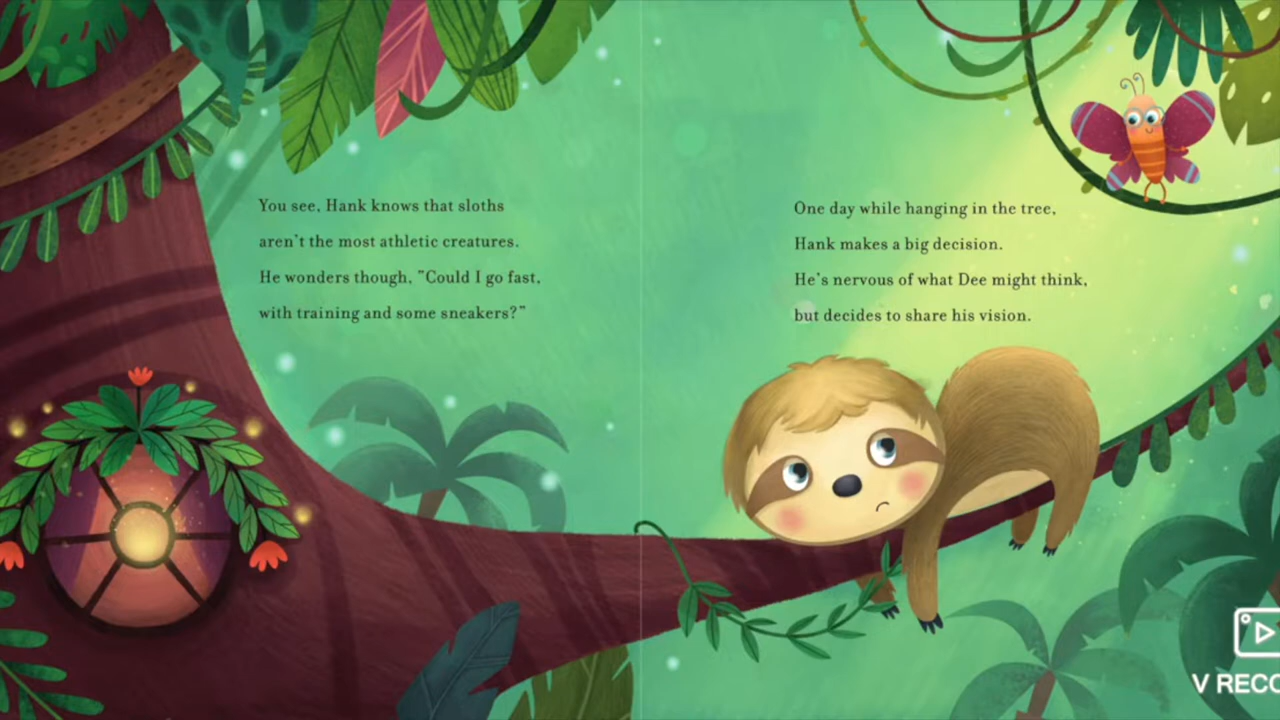 You see, Hank knows that sloths
aren't the most athletic creatures.
He wonders though, "Could I go fast,
with training and some sneakers?"
One day while hanging in the tree,
Hank makes a big decision.
He's nervous of what Dee might think,
but decides to share his vision.
V RECO